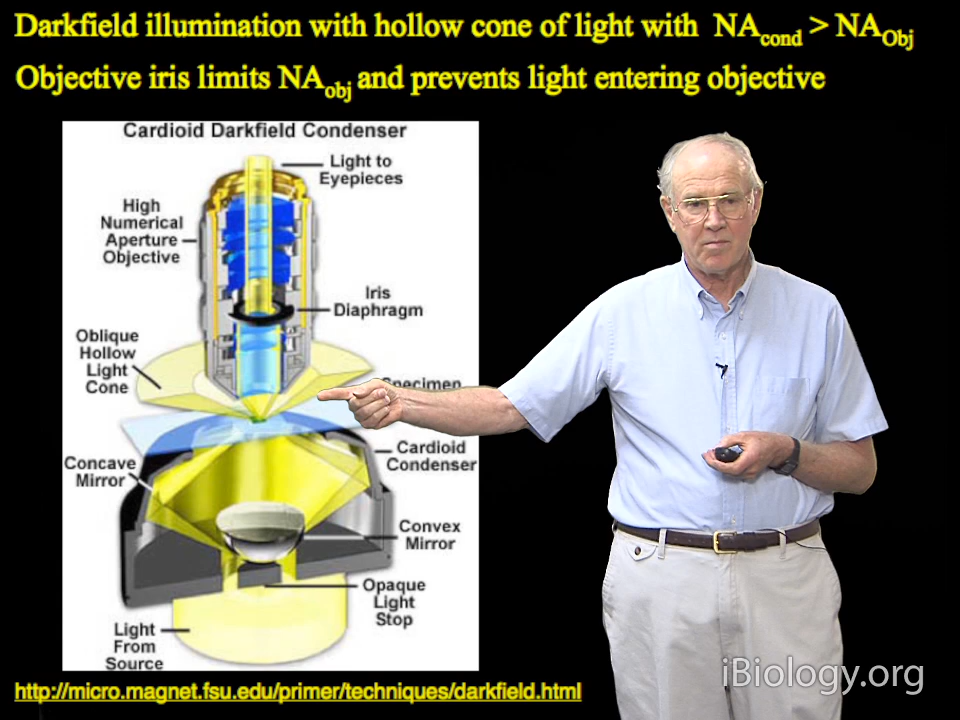 Darkfield illumination with hollow cone of light with NAcond > NAObj
Objective iris limits NAobj and prevents light entering objective
Cardioid Darkfield Condenser
Light to
Eyepieces
High
Numerical
Aperture
Objective
Iris
Diaphragm
Oblique
Hollow
Light
Cone
Specimen
Cardioid
Condenser
Concave
Mirror
Convex
Mirror
Opaque
Light
Stop
Light
From
Source
iBiology.org
http://micro.magnet.fsu.edu/primer/techniques/darkfield.html